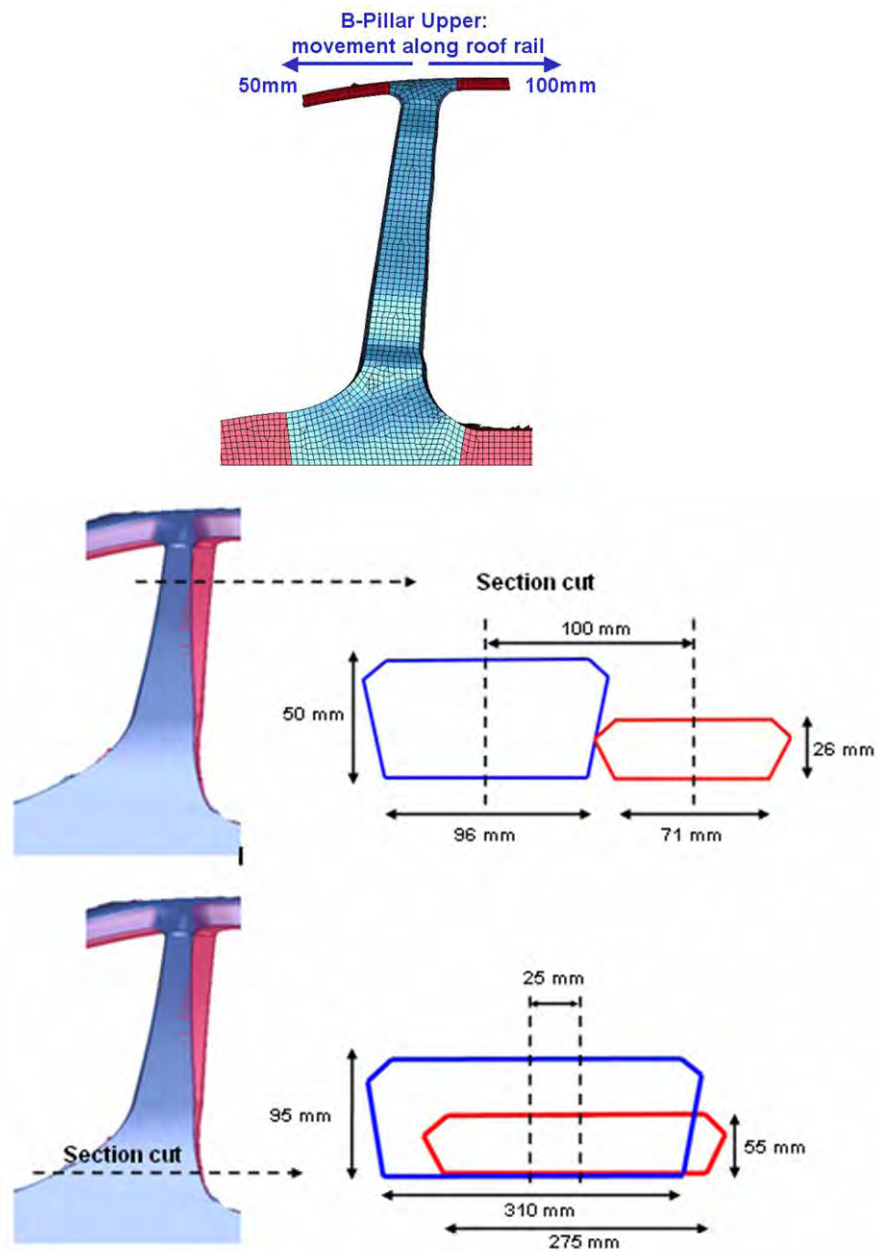 B-Pillar Upper:
movement along roof rail
50mm
100mm
Section cut
100 mm
50 mm
26 mm
96 mm
71 mm
25 mm
95 mm
Section cut
55 mm
310 mm
275 mm